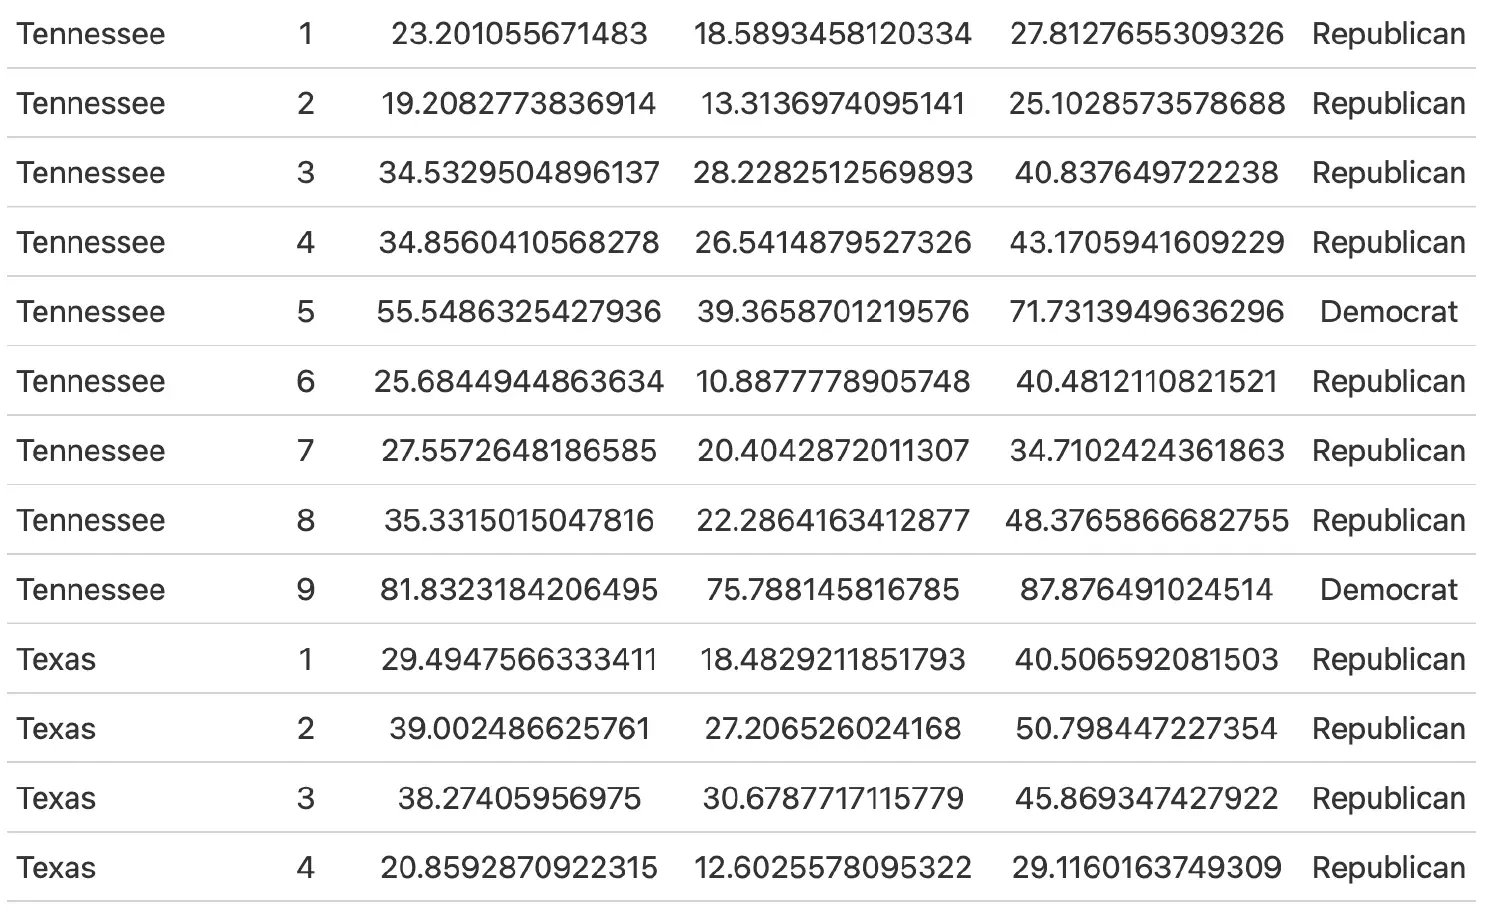 Tennessee 1 23.201055671483 18.5893458120334 27.8127655309326 Republican
Tennessee 2 19.2082773836914 13.3136974095141 25.1028573578688 Republican
Tennessee 3 34.5329504896137 28.2282512569893 40.837649722238 Republican
Tennessee 4 34.8560410568278 26.5414879527326 43.1705941609229 Republican
Tennessee 5 55.5486325427936 39.3658701219576 71.7313949636296 Democrat
Tennessee 6 25.6844944863634 10.8877778905748 40.4812110821521 Republican
Tennessee 7 27.5572648186585 20.4042872011307 34.7102424361863 Republican
Tennessee 8 35.3315015047816 22.2864163412877 48.3765866682755 Republican
Tennessee 9 81.8323184206495 75.788145816785 87.876491024514 Democrat
Texas 1 29.4947566333411 18.4829211851793 40.506592081503 Republican
Texas 2 39.002486625761 27.206526024168 50.798447227354 Republican
Texas 3 38.27405956975 30.6787717115779 45.869347427922 Republican
Texas 4 20.8592870922315 12.6025578095322 29.1160163749309 Republican